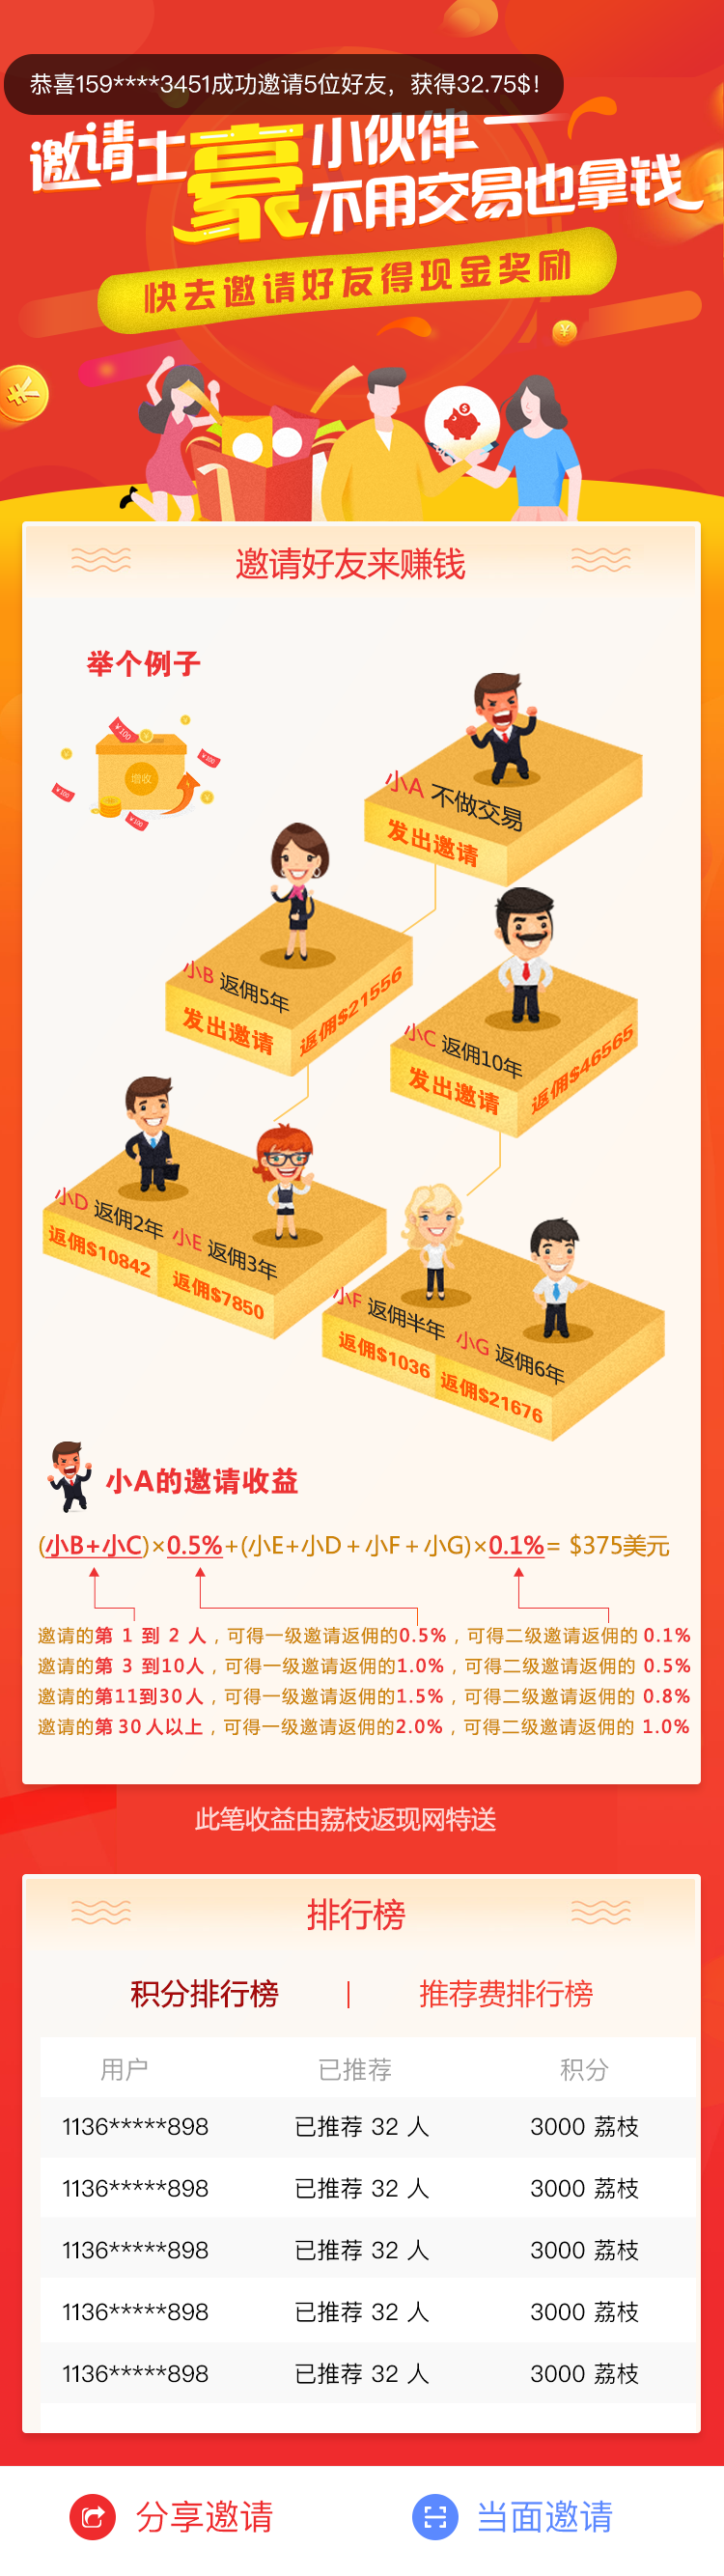 恭喜159****3451成功邀请5位好友，获得32.75$！
邀请土豪小伙伴
不用交易也拿钱
快去邀请好友得现金奖励
邀请好友来赚钱
举个例子
¥100
¥100
¥100
¥100
增收
小A 不做交易
发出邀请
小B 返佣5年
发出邀请 返佣$21556
小C 返佣10年
发出邀请 返佣$46565
小D 返佣2年 小E 返佣3年
返佣$10842 返佣$7850
小F 返佣半年 小G 返佣6年
返佣$1036 返佣$21676
小A的邀请收益
(小B+小C)×0.5%+(小E+小D+小F+小G)×0.1%= $375美元
邀请的第 1 到 2 人，可得一级邀请返佣的0.5%，可得二级邀请返佣的 0.1%
邀请的第 3 到10人，可得一级邀请返佣的1.0%，可得二级邀请返佣的 0.5%
邀请的第11到30人，可得一级邀请返佣的1.5%，可得二级邀请返佣的 0.8%
邀请的第 30 人以上，可得一级邀请返佣的2.0%，可得二级邀请返佣的 1.0%
此笔收益由荔枝返现网特送
排行榜
积分排行榜 | 推荐费排行榜
用户 已推荐 积分
1136*****898 已推荐 32 人 3000 荔枝
1136*****898 已推荐 32 人 3000 荔枝
1136*****898 已推荐 32 人 3000 荔枝
1136*****898 已推荐 32 人 3000 荔枝
1136*****898 已推荐 32 人 3000 荔枝
分享邀请 当面邀请